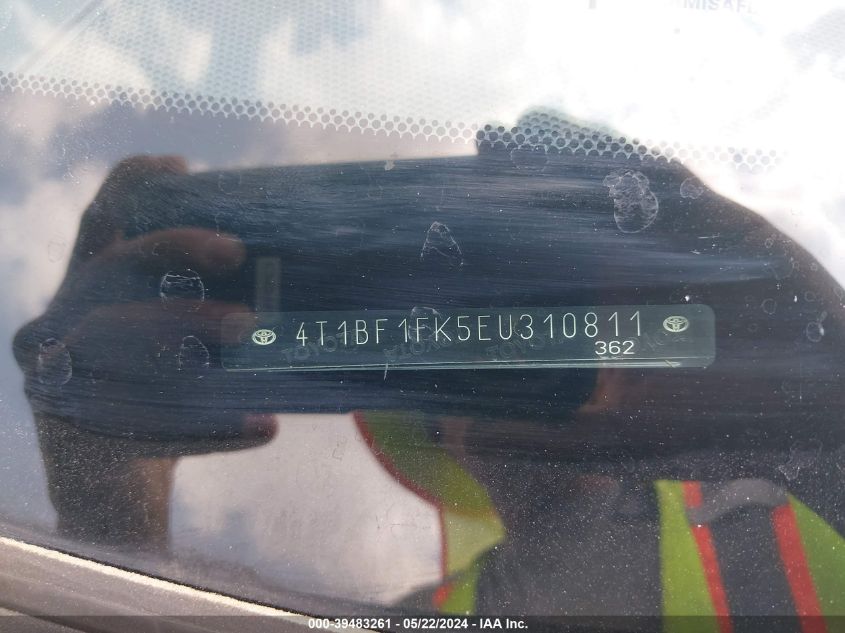 4T1BF1FK5EU310811
362
000-39483261 - 05/22/2024 - IAA Inc.